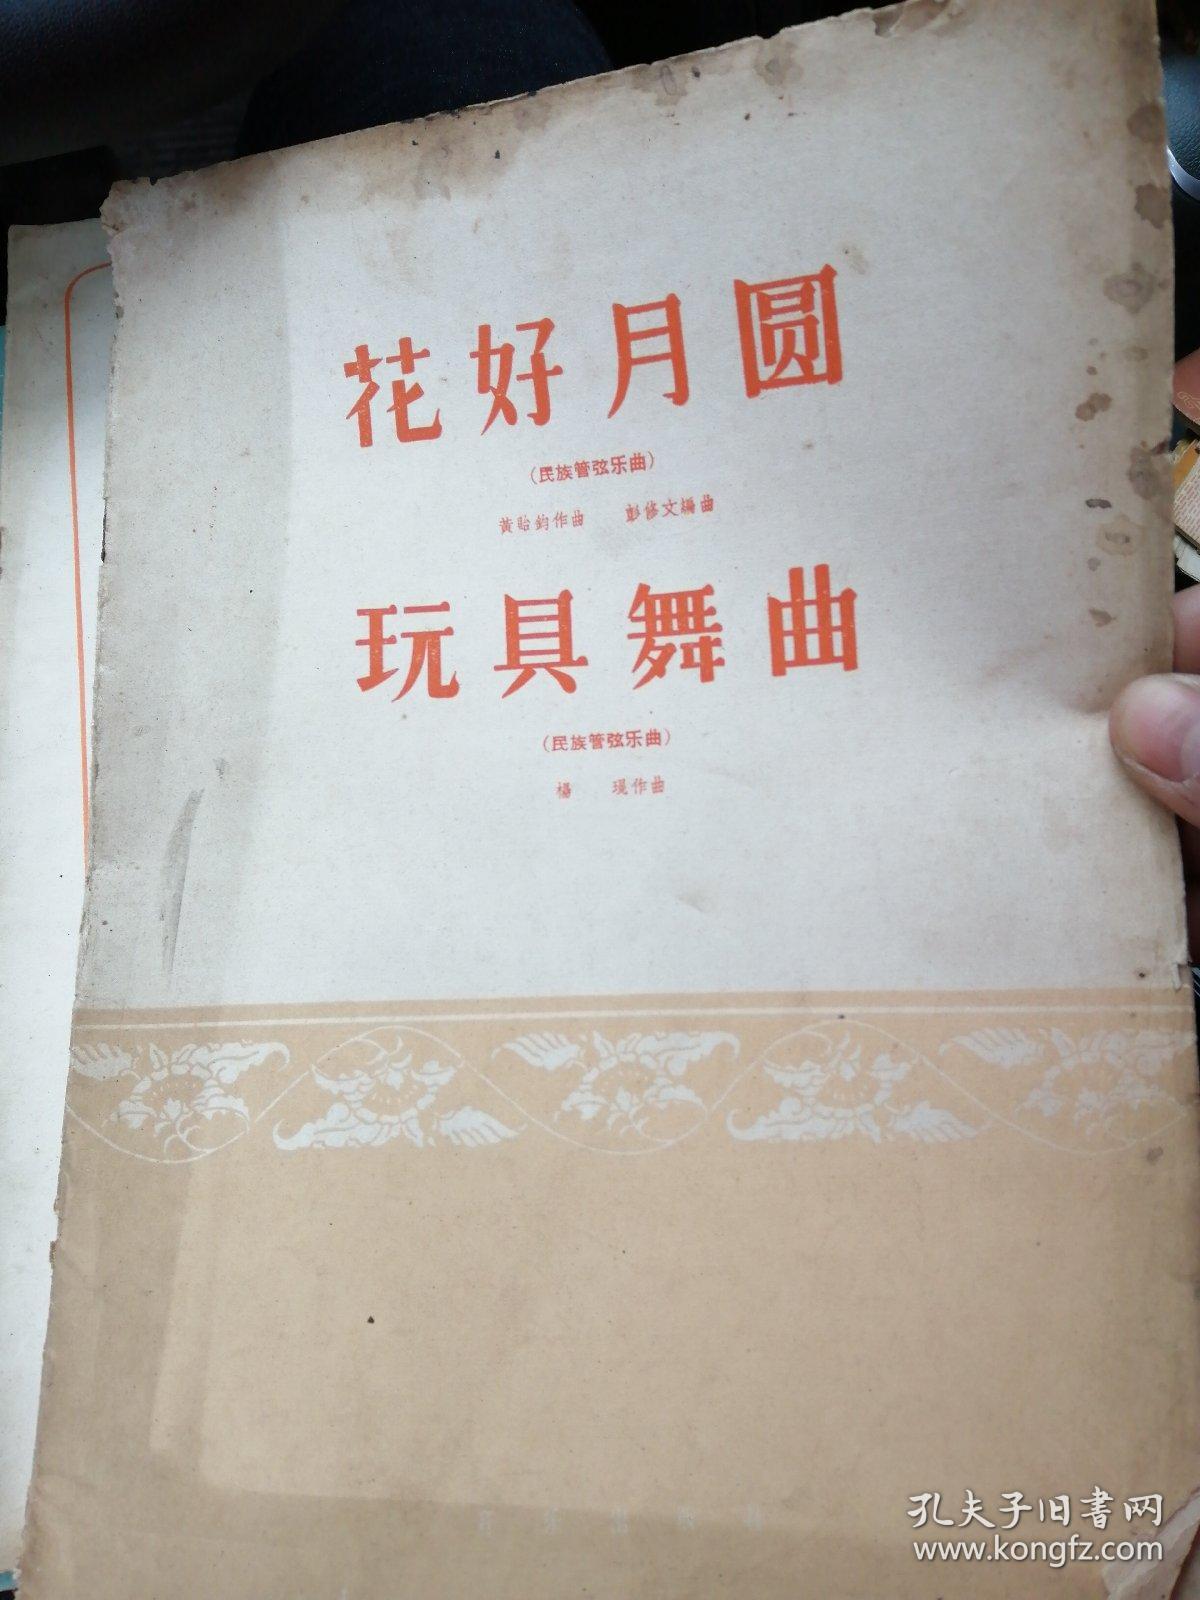 花好月圆
（民族管弦乐曲）
黄贻钧作曲　彭修文编曲
玩具舞曲
（民族管弦乐曲）
楊　琨作曲
孔夫子旧书网
www.kongfz.com